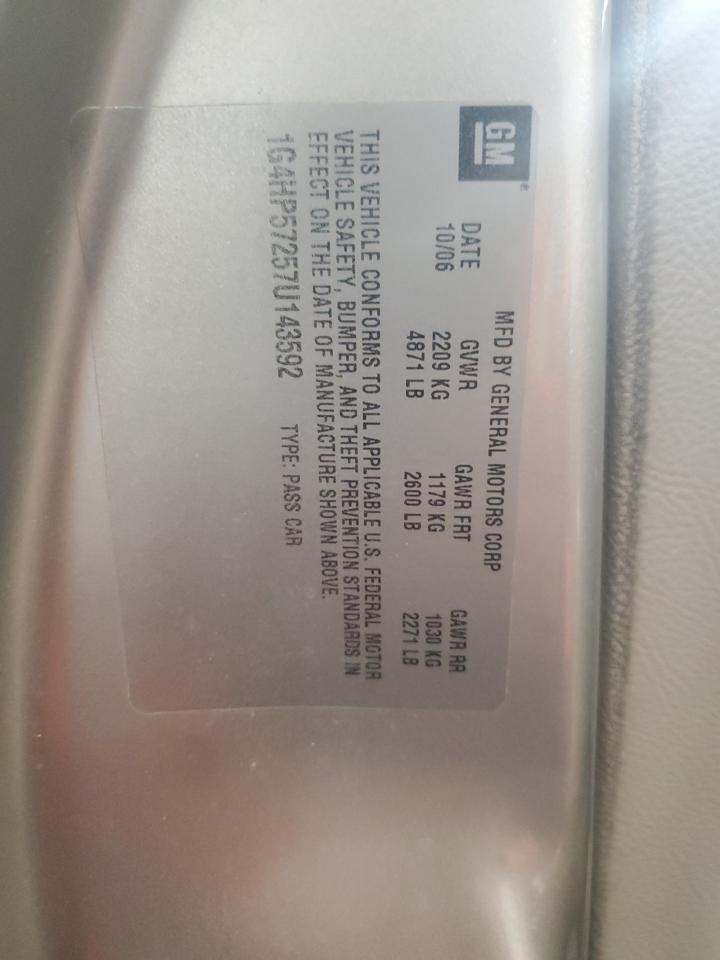 GM®
MFD BY GENERAL MOTORS CORP
DATE GVWR GAWR FRT GAWR RR
10/06 2209 KG 1179 KG 1030 KG
4871 LB 2600 LB 2271 LB
THIS VEHICLE CONFORMS TO ALL APPLICABLE U.S. FEDERAL MOTOR
VEHICLE SAFETY, BUMPER, AND THEFT PREVENTION STANDARDS IN
EFFECT ON THE DATE OF MANUFACTURE SHOWN ABOVE.
1G4HP57257U143592 TYPE: PASS CAR